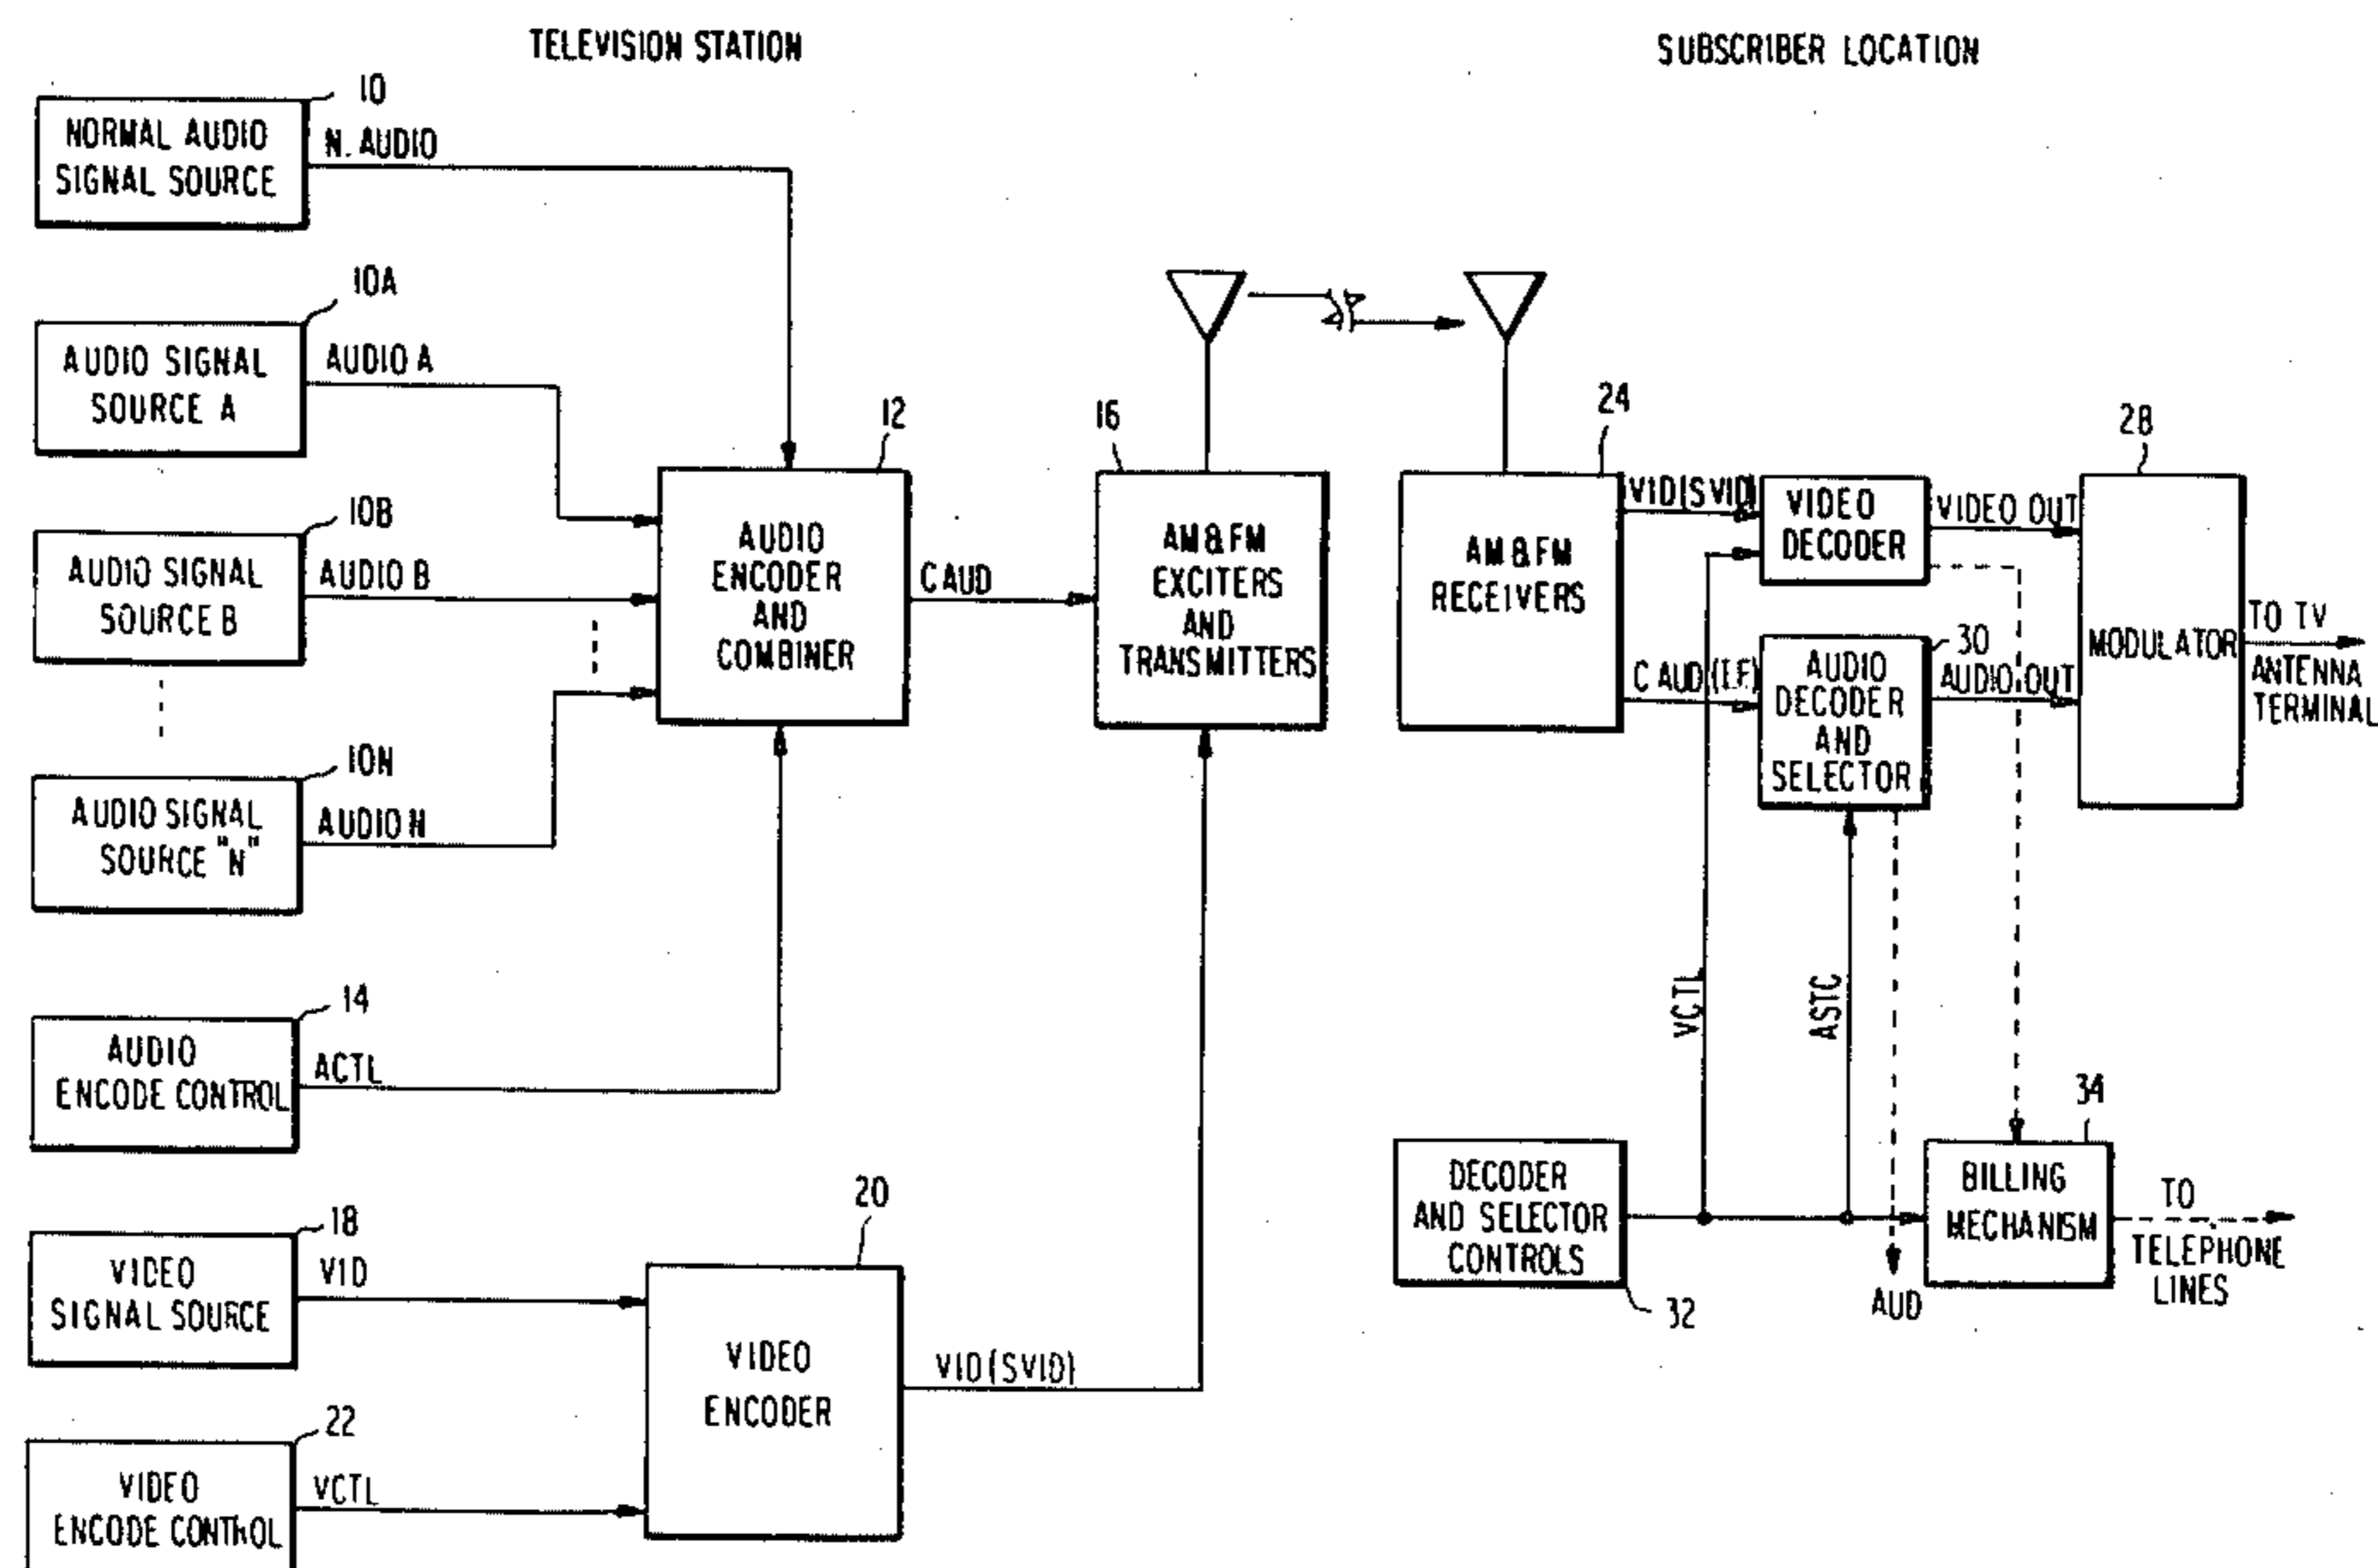 TELEVISION STATION
SUBSCRIBER LOCATION
10
NORMAL AUDIO
SIGNAL SOURCE
N. AUDIO
10A
AUDIO SIGNAL
SOURCE A
AUDIO A
10B
AUDIO SIGNAL
SOURCE B
AUDIO B
10N
AUDIO SIGNAL
SOURCE "N"
AUDIO N
12
AUDIO
ENCODER
AND
COMBINER
CAUD
14
AUDIO
ENCODE CONTROL
ACTL
16
AM & FM
EXCITERS
AND
TRANSMITTERS
18
VIDEO
SIGNAL SOURCE
VID
20
VIDEO
ENCODER
VID (SVID)
22
VIDEO
ENCODE CONTROL
VCTL
24
AM & FM
RECEIVERS
VID (SVID)
VIDEO
DECODER
VIDEO OUT
C AUD (I.F.)
30
AUDIO
DECODER
AND
SELECTOR
AUDIO OUT
28
MODULATOR
TO TV
ANTENNA
TERMINAL
VCTL
ASTC
DECODER
AND SELECTOR
CONTROLS
32
AUD
34
BILLING
MECHANISM
TO
TELEPHONE
LINES